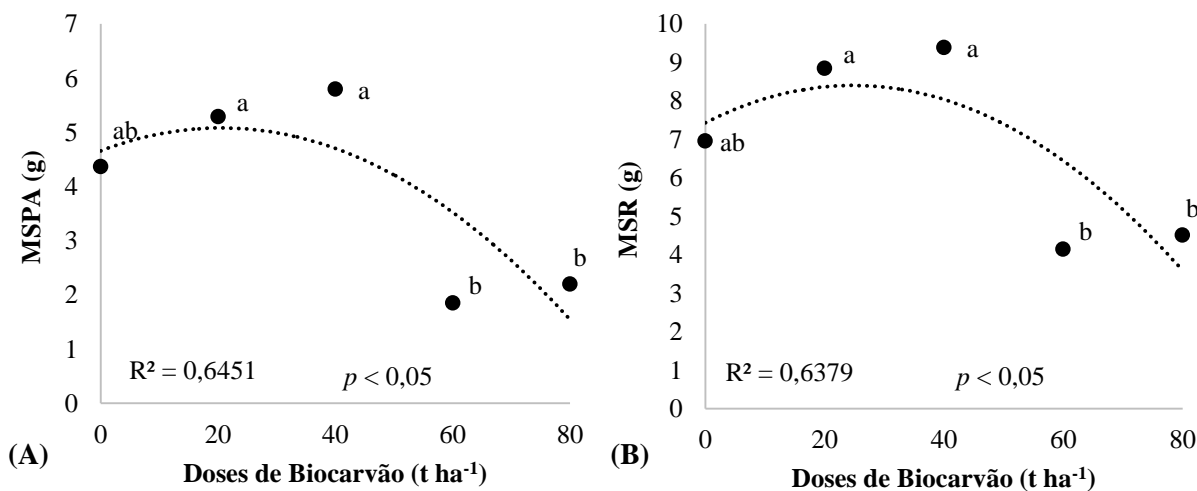 7
6
5
4
3
2
1
0
MSPA (g)
ab
a
a
b
b
R² = 0,6451
p < 0,05
0 20 40 60 80
(A)
Doses de Biocarvão (t ha⁻¹)
10
9
8
7
6
5
4
3
2
1
0
MSR (g)
ab
a
a
b
b
R² = 0,6379
p < 0,05
0 20 40 60 80
(B)
Doses de Biocarvão (t ha⁻¹)